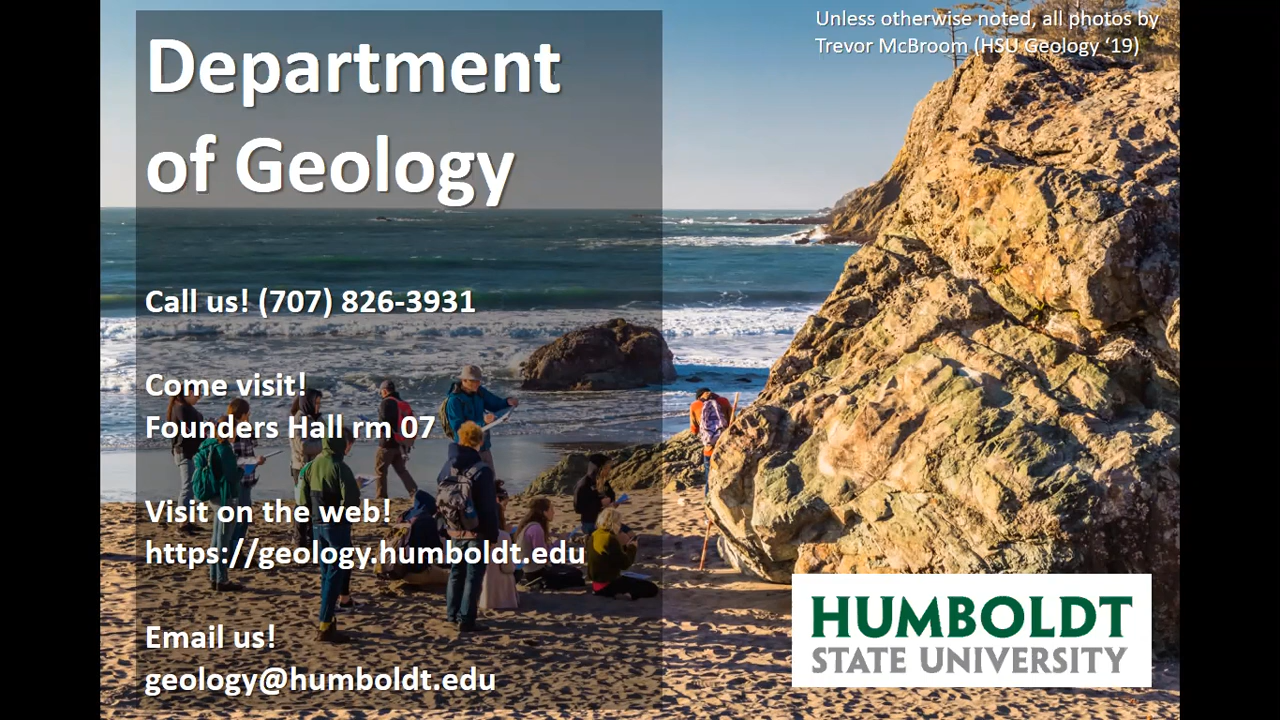 Department
of Geology
Unless otherwise noted, all photos by
Trevor McBroom (HSU Geology ‘19)
Call us! (707) 826-3931
Come visit!
Founders Hall rm 07
Visit on the web!
https://geology.humboldt.edu
Email us!
geology@humboldt.edu
HUMBOLDT
STATE UNIVERSITY